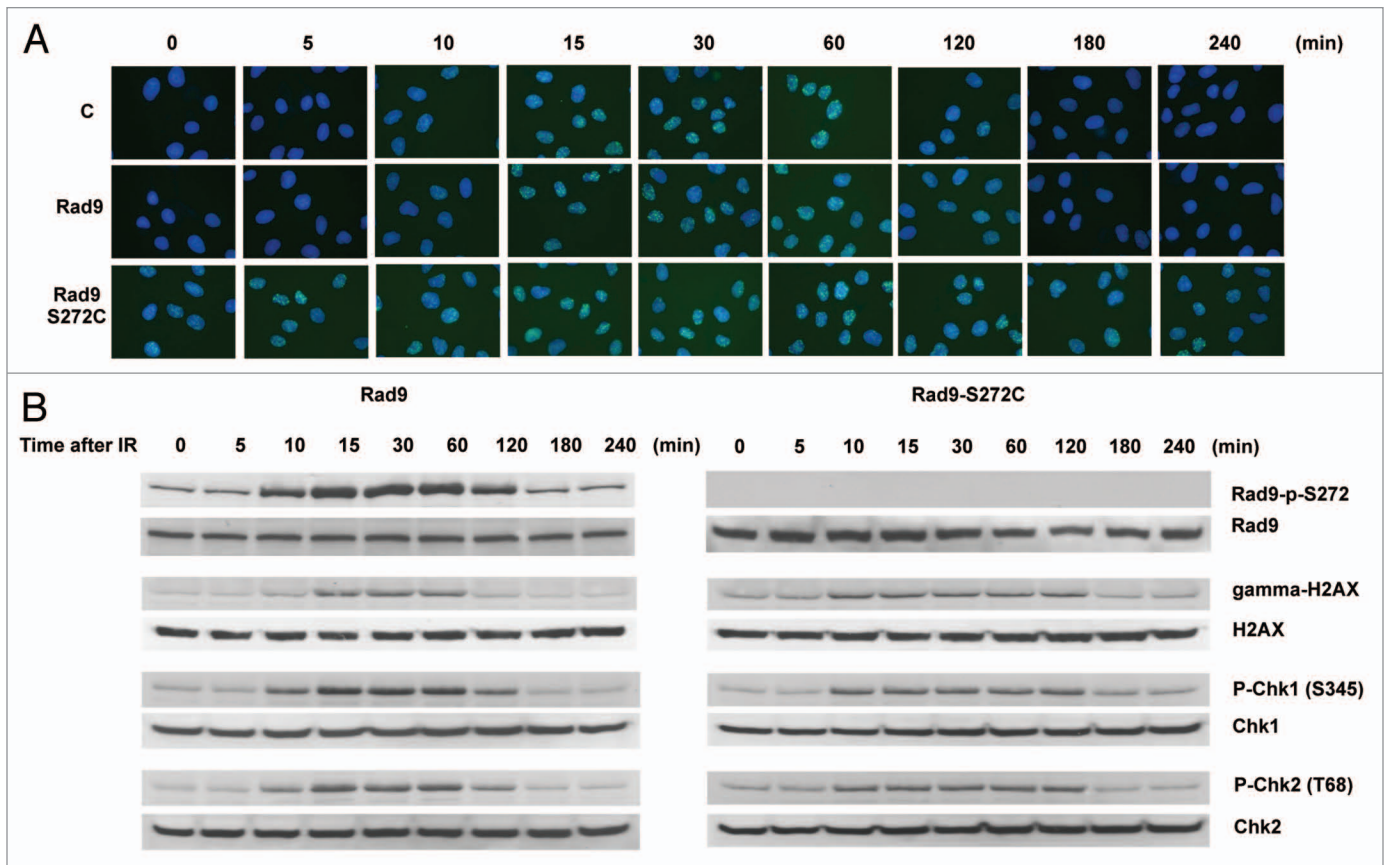 A
0 5 10 15 30 60 120 180 240 (min)
C
Rad9
Rad9
S272C
B
Rad9 Rad9-S272C
Time after IR 0 5 10 15 30 60 120 180 240 (min) 0 5 10 15 30 60 120 180 240 (min)
Rad9-p-S272
Rad9
gamma-H2AX
H2AX
P-Chk1 (S345)
Chk1
P-Chk2 (T68)
Chk2